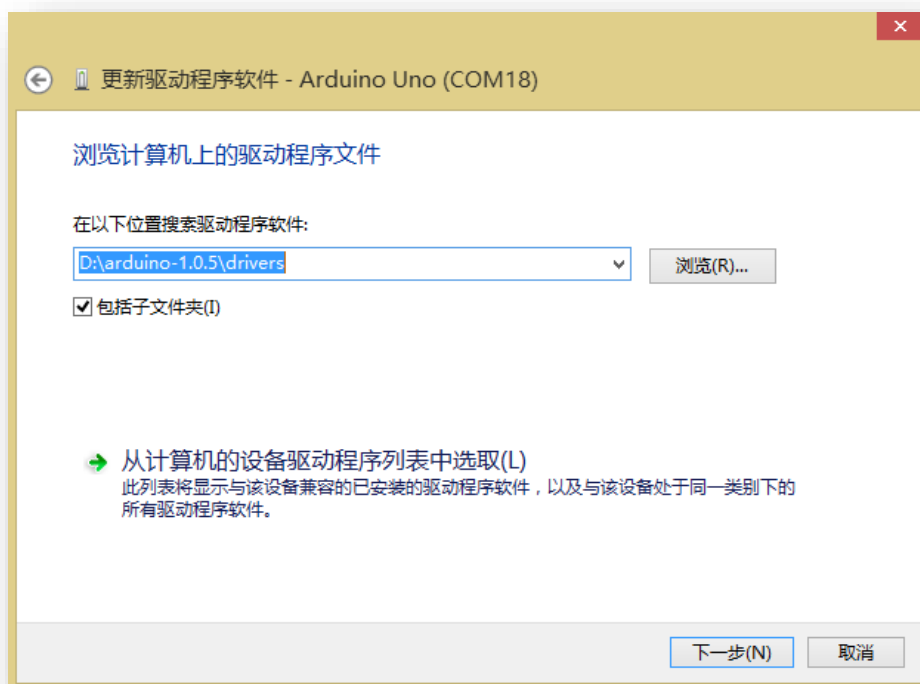 更新驱动程序软件 - Arduino Uno (COM18)
浏览计算机上的驱动程序文件
在以下位置搜索驱动程序软件:
D:\arduino-1.0.5\drivers
浏览(R)...
包括子文件夹(I)
从计算机的设备驱动程序列表中选取(L)
此列表将显示与该设备兼容的已安装的驱动程序软件，以及与该设备处于同一类别下的
所有驱动程序软件。
下一步(N)
取消